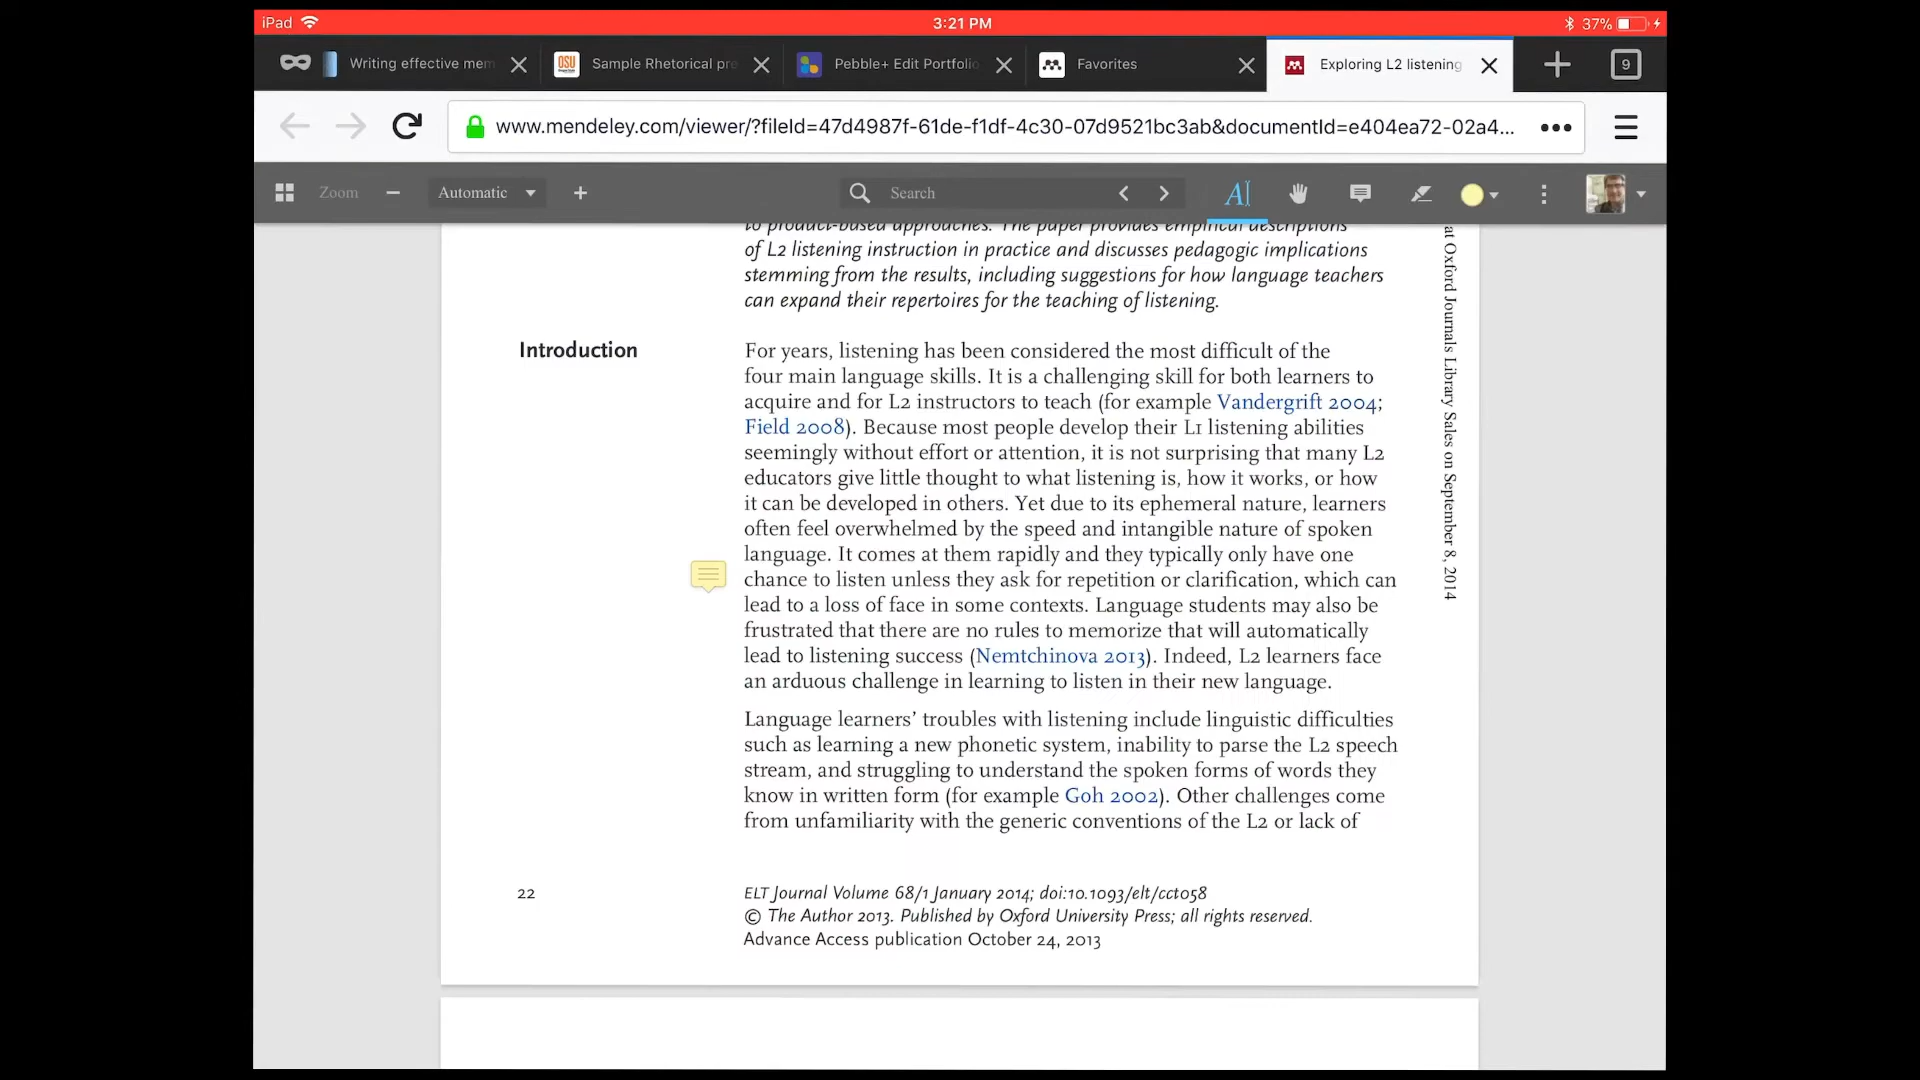 iPad
3:21 PM
37%
Writing effective mem
OSU
Sample Rhetorical pre
Pebble+ Edit Portfolio
Favorites
Exploring L2 listening
9
www.mendeley.com/viewer/?fileId=47d4987f-61de-f1df-4c30-07d9521bc3ab&documentId=e404ea72-02a4...
Zoom
Automatic
Search
to product-based approaches. The paper provides empirical descriptions
of L2 listening instruction in practice and discusses pedagogic implications
stemming from the results, including suggestions for how language teachers
can expand their repertoires for the teaching of listening.
Introduction
For years, listening has been considered the most difficult of the
four main language skills. It is a challenging skill for both learners to
acquire and for L2 instructors to teach (for example Vandergrift 2004;
Field 2008). Because most people develop their L1 listening abilities
seemingly without effort or attention, it is not surprising that many L2
educators give little thought to what listening is, how it works, or how
it can be developed in others. Yet due to its ephemeral nature, learners
often feel overwhelmed by the speed and intangible nature of spoken
language. It comes at them rapidly and they typically only have one
chance to listen unless they ask for repetition or clarification, which can
lead to a loss of face in some contexts. Language students may also be
frustrated that there are no rules to memorize that will automatically
lead to listening success (Nemtchinova 2013). Indeed, L2 learners face
an arduous challenge in learning to listen in their new language.
Language learners’ troubles with listening include linguistic difficulties
such as learning a new phonetic system, inability to parse the L2 speech
stream, and struggling to understand the spoken forms of words they
know in written form (for example Goh 2002). Other challenges come
from unfamiliarity with the generic conventions of the L2 or lack of
22
ELT Journal Volume 68/1 January 2014; doi:10.1093/elt/cct058
© The Author 2013. Published by Oxford University Press; all rights reserved.
Advance Access publication October 24, 2013
at Oxford Journals Library Sales on September 8, 2014